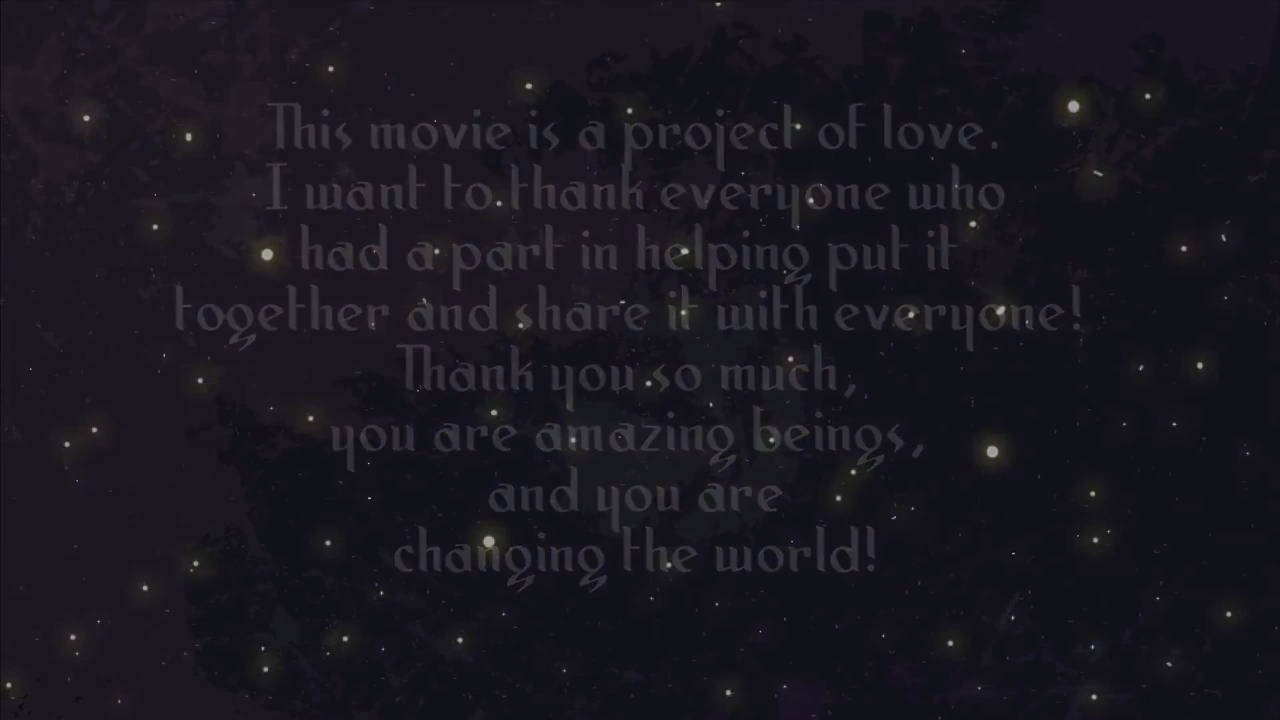 This movie is a project of love.
I want to thank everyone who
had a part in helping put it
together and share it with everyone!
Thank you so much,
you are amazing beings,
and you are
changing the world!